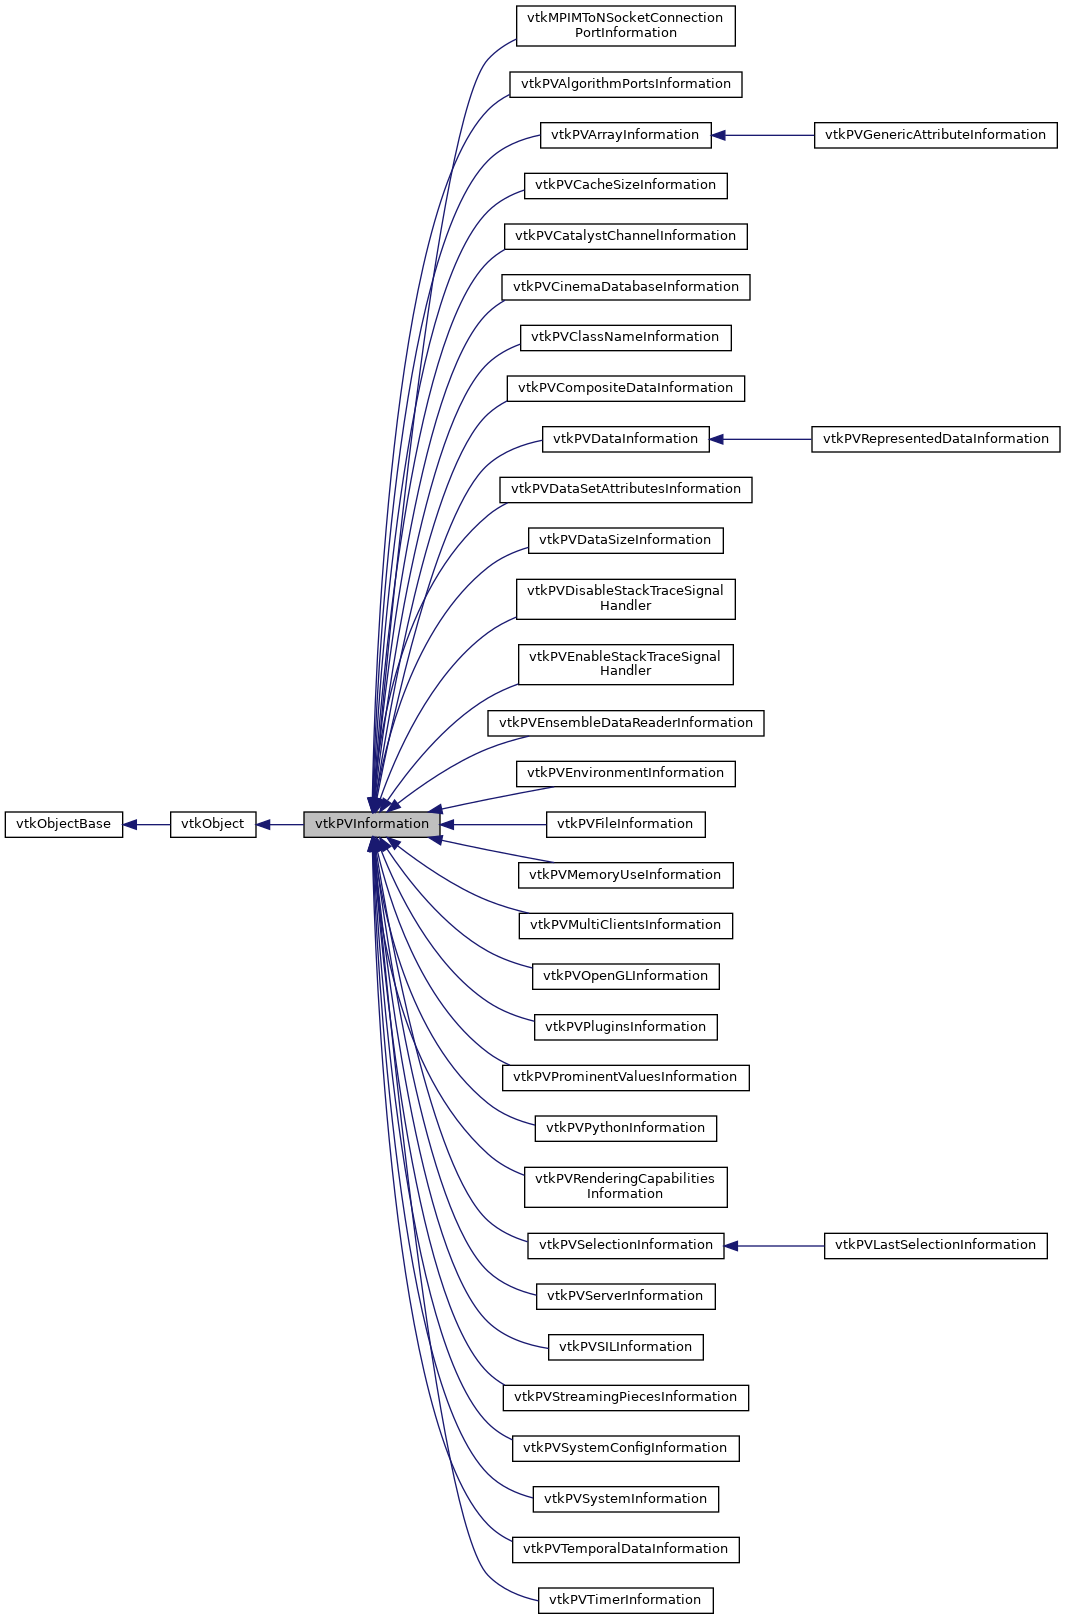 vtkMPIMToNSocketConnection
PortInformation
vtkPVAlgorithmPortsInformation
vtkPVArrayInformation
vtkPVGenericAttributeInformation
vtkPVCacheSizeInformation
vtkPVCatalystChannelInformation
vtkPVCinemaDatabaseInformation
vtkPVClassNameInformation
vtkPVCompositeDataInformation
vtkPVDataInformation
vtkPVRepresentedDataInformation
vtkPVDataSetAttributesInformation
vtkPVDataSizeInformation
vtkPVDisableStackTraceSignal
Handler
vtkPVEnableStackTraceSignal
Handler
vtkPVEnsembleDataReaderInformation
vtkPVEnvironmentInformation
vtkObjectBase
vtkObject
vtkPVInformation
vtkPVFileInformation
vtkPVMemoryUseInformation
vtkPVMultiClientsInformation
vtkPVOpenGLInformation
vtkPVPluginsInformation
vtkPVProminentValuesInformation
vtkPVPythonInformation
vtkPVRenderingCapabilities
Information
vtkPVSelectionInformation
vtkPVLastSelectionInformation
vtkPVServerInformation
vtkPVSILInformation
vtkPVStreamingPiecesInformation
vtkPVSystemConfigInformation
vtkPVSystemInformation
vtkPVTemporalDataInformation
vtkPVTimerInformation